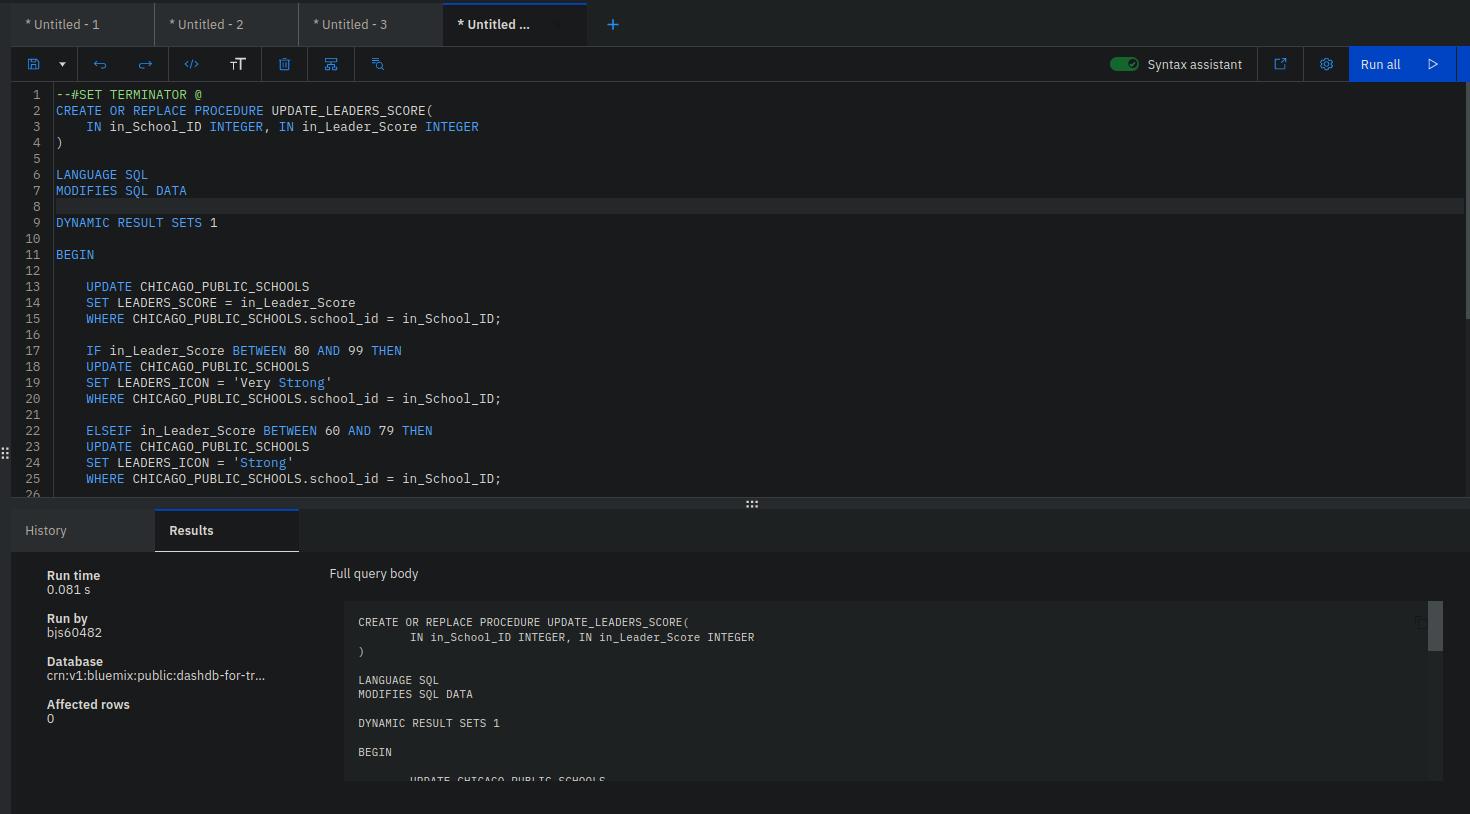 * Untitled - 1
* Untitled - 2
* Untitled - 3
* Untitled ...
+
</> TT Syntax assistant Run all
1 --#SET TERMINATOR @
2 CREATE OR REPLACE PROCEDURE UPDATE_LEADERS_SCORE(
3 IN in_School_ID INTEGER, IN in_Leader_Score INTEGER
4 )
5
6 LANGUAGE SQL
7 MODIFIES SQL DATA
8
9 DYNAMIC RESULT SETS 1
10
11 BEGIN
12
13 UPDATE CHICAGO_PUBLIC_SCHOOLS
14 SET LEADERS_SCORE = in_Leader_Score
15 WHERE CHICAGO_PUBLIC_SCHOOLS.school_id = in_School_ID;
16
17 IF in_Leader_Score BETWEEN 80 AND 99 THEN
18 UPDATE CHICAGO_PUBLIC_SCHOOLS
19 SET LEADERS_ICON = 'Very Strong'
20 WHERE CHICAGO_PUBLIC_SCHOOLS.school_id = in_School_ID;
21
22 ELSEIF in_Leader_Score BETWEEN 60 AND 79 THEN
23 UPDATE CHICAGO_PUBLIC_SCHOOLS
24 SET LEADERS_ICON = 'Strong'
25 WHERE CHICAGO_PUBLIC_SCHOOLS.school_id = in_School_ID;
26
History
Results
Run time
0.081 s
Run by
bjs60482
Database
crn:v1:bluemix:public:dashdb-for-tr...
Affected rows
0
Full query body
CREATE OR REPLACE PROCEDURE UPDATE_LEADERS_SCORE(
IN in_School_ID INTEGER, IN in_Leader_Score INTEGER
)
LANGUAGE SQL
MODIFIES SQL DATA
DYNAMIC RESULT SETS 1
BEGIN
UPDATE CHICAGO_PUBLIC_SCHOOLS